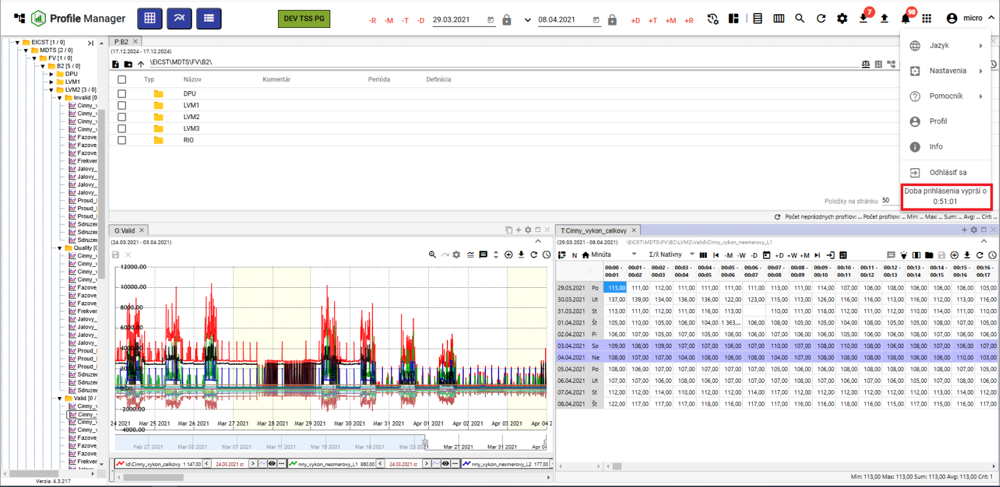 Profile Manager
DEV TSS PG
-R -M -T -D 29.03.2021 08.04.2021 +D +T +M +R
7
98
micro
Jazyk
Nastavenia
Pomocník
Profil
Info
Odhlásiť sa
Doba prihlásenia vyprší o
0:51:01
EICST [1 / 0]
MDTS [2 / 0]
FV [1 / 0]
B2 [5 / 0]
DPU
LVM1
LVM2 [3 / 0]
Invalid [0
Cinny_
Cinny_
Cinny_
Cinny_
Fazove_
Fazove_
Fazove_
Frekver
Jalovy_
Jalovy_
Jalovy_
Jalovy_
Proud_
Proud_
Proud_
Sdruzer
Sdruzer
Sdruzer
Quality [0
Cinny_
Cinny_
Cinny_
Cinny_
Fazove_
Fazove_
Fazove_
Frekver
Jalovy_
Jalovy_
Jalovy_
Jalovy_
Proud_
Proud_
Proud_
Sdruzer
Sdruzer
Sdruzer
Valid [0 /
Cinny_
Cinny_
Cinny_
Cinny_
Fazove_
Fazove_
Fazove_
Frekver
Verzia: 4.3.217
P:B2
(17.12.2024 - 17.12.2024)
\EICST\MDTS\FV\B2\
Typ Názov Komentár Perióda Definícia
DPU
LVM1
LVM2
LVM3
RIO
Položky na stránku 50
Počet neprázdnych profilov: ... Počet profilov: ... Min: ... Max: ... Sum: ... Avg: ... Cnt: ...
G:Valid
(24.03.2021 - 03.04.2021)
12000.00
10000.00
8000.00
6000.00
4000.00
2000.00
0.00
-2000.00
-4000.00
24 2021 Mar 25 2021 Mar 26 2021 Mar 27 2021 Mar 28 2021 Mar 29 2021 Mar 30 2021 Mar 31 2021 Apr 01 2021 Apr 02 2021 Apr 03 2021 Apr 04 2
Feb 27 2021 Mar 03 2021 Mar 07 2021 Mar 11 2021 Mar 15 2021 Mar 19 2021 Mar 23 2021 Mar 27 2021 Mar 31 2021 Apr 0
id\Cinny_vykon_celkovy 1 147.00 24.03.2021 st nny_vykon_nesmerovy_L1 860.00 24.03.2021 st nny_vykon_nesmerovy_L2 177.00
T:Cinny_vykon_celkovy
(29.03.2021 - 08.04.2021) \EICST\MDTS\FV\B2\LVM2\Valid\Cinny_vykon_nesmerovy_L1
N Minúta Σ/x̄ Natívny -M -W -D +D +W +M
00:00 - 00:01 - 00:02 - 00:03 - 00:04 - 00:05 - 00:06 - 00:07 - 00:08 - 00:09 - 00:10 - 00:11 - 00:12 - 00:13 - 00:14 - 00:15 - 00:16 -
00:01 00:02 00:03 00:04 00:05 00:06 00:07 00:08 00:09 00:10 00:11 00:12 00:13 00:14 00:15 00:16 00:17
29.03.2021 Po 113,00 111,00 112,00 111,00 111,00 111,00 111,00 113,00 111,00 114,00 107,00 106,00 108,00 106,00 106,00 106,00 103,00
30.03.2021 Ut 137,00 139,00 134,00 136,00 136,00 122,00 123,00 115,00 113,00 126,00 116,00 116,00 113,00 116,00 112,00 113,00 116,00
31.03.2021 St 113,00 111,00 112,00 111,00 116,00 113,00 110,00 111,00 118,00 112,00 111,00 112,00 110,00 114,00 111,00 110,00
01.04.2021 Št 105,00 110,00 105,00 106,00 104,00 1 363,... 106,00 108,00 105,00 105,00 104,00 108,00 105,00 105,00 108,00 107,00 105,00
02.04.2021 Pi 106,00 107,00 105,00 107,00 105,00 106,00 106,00 107,00 106,00 106,00 105,00 106,00 106,00 108,00 107,00 106,00 106,00
03.04.2021 So 109,00 108,00 109,00 107,00 107,00 106,00 107,00 110,00 107,00 108,00 110,00 108,00 106,00 108,00 107,00 106,00 107,00
04.04.2021 Ne 108,00 107,00 107,00 104,00 108,00 106,00 108,00 104,00 107,00 108,00 108,00 108,00 107,00 106,00 106,00 110,00 103,00
05.04.2021 Po 108,00 106,00 107,00 107,00 107,00 107,00 107,00 105,00 106,00 106,00 107,00 107,00 108,00 108,00 108,00 107,00 105,00
06.04.2021 Ut 107,00 107,00 106,00 108,00 106,00 107,00 107,00 107,00 107,00 107,00 106,00 107,00 106,00 105,00 107,00 108,00 106,00
07.04.2021 St 112,00 112,00 114,00 110,00 112,00 112,00 114,00 117,00 112,00 112,00 112,00 112,00 112,00 112,00 113,00 114,00 112,00
08.04.2021 Št 122,00 117,00 117,00 117,00 118,00 116,00 117,00 117,00 116,00 116,00 118,00 116,00 115,00 117,00 115,00 116,00 117,00
Min: 113,00 Max: 113,00 Sum: 113,00 Avg: 113,00 Cnt: 1